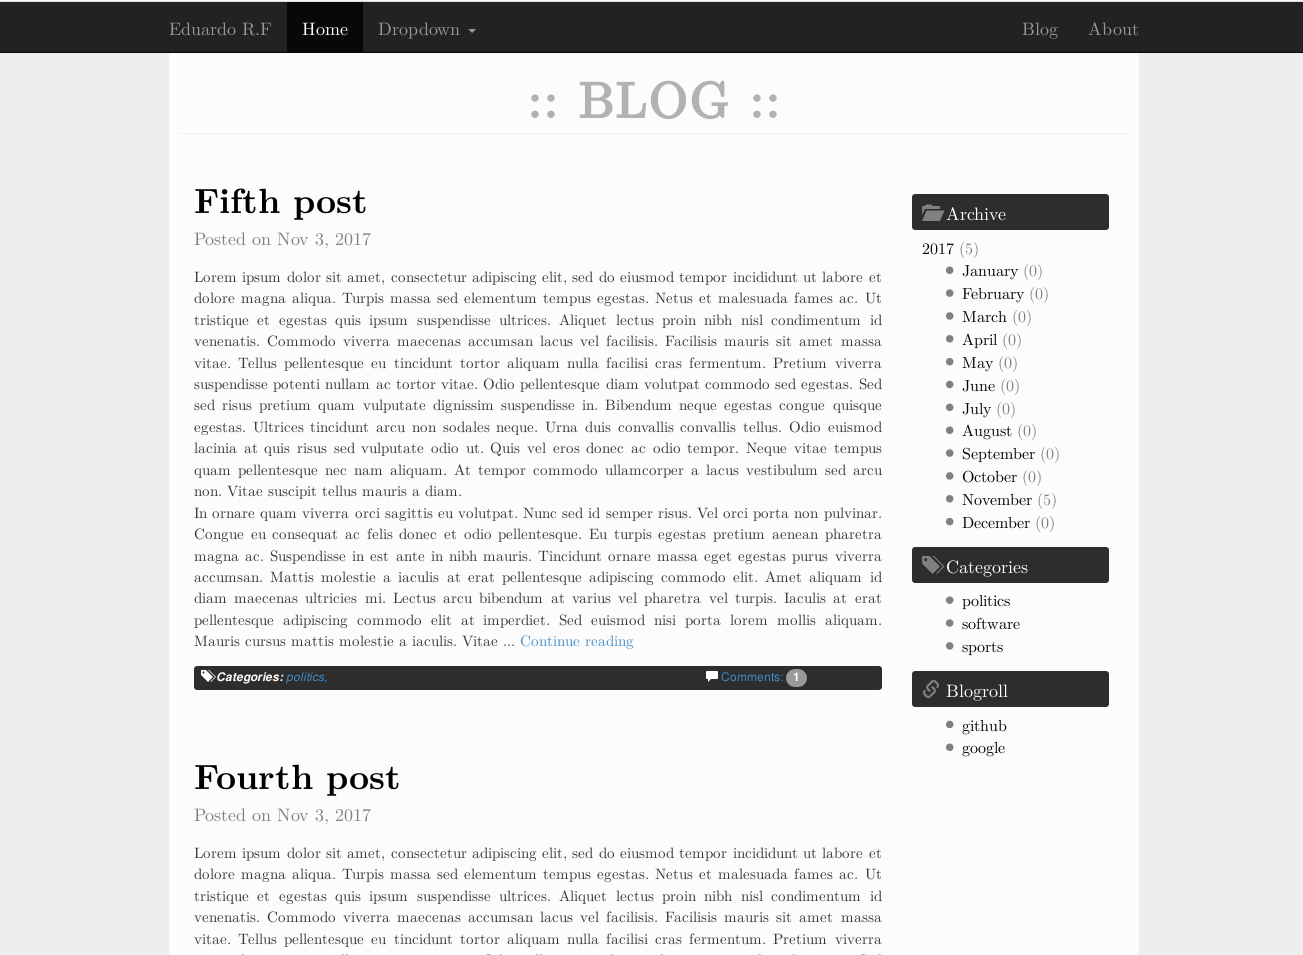 Eduardo R.F Home Dropdown Blog About
:: BLOG ::
Fifth post
Posted on Nov 3, 2017
Lorem ipsum dolor sit amet, consectetur adipiscing elit, sed do eiusmod tempor incididunt ut labore et
dolore magna aliqua. Turpis massa sed elementum tempus egestas. Netus et malesuada fames ac. Ut
tristique et egestas quis ipsum suspendisse ultrices. Aliquet lectus proin nibh nisl condimentum id
venenatis. Commodo viverra maecenas accumsan lacus vel facilisis. Facilisis mauris sit amet massa
vitae. Tellus pellentesque eu tincidunt tortor aliquam nulla facilisi cras fermentum. Pretium viverra
suspendisse potenti nullam ac tortor vitae. Odio pellentesque diam volutpat commodo sed egestas. Sed
sed risus pretium quam vulputate dignissim suspendisse in. Bibendum neque egestas congue quisque
egestas. Ultrices tincidunt arcu non sodales neque. Urna duis convallis convallis tellus. Odio euismod
lacinia at quis risus sed vulputate odio ut. Quis vel eros donec ac odio tempor. Neque vitae tempus
quam pellentesque nec nam aliquam. At tempor commodo ullamcorper a lacus vestibulum sed arcu
non. Vitae suscipit tellus mauris a diam.
In ornare quam viverra orci sagittis eu volutpat. Nunc sed id semper risus. Vel orci porta non pulvinar.
Congue eu consequat ac felis donec et odio pellentesque. Eu turpis egestas pretium aenean pharetra
magna ac. Suspendisse in est ante in nibh mauris. Tincidunt ornare massa eget egestas purus viverra
accumsan. Mattis molestie a iaculis at erat pellentesque adipiscing commodo elit. Amet aliquam id
diam maecenas ultricies mi. Lectus arcu bibendum at varius vel pharetra vel turpis. Iaculis at erat
pellentesque adipiscing commodo elit at imperdiet. Sed euismod nisi porta lorem mollis aliquam.
Mauris cursus mattis molestie a iaculis. Vitae ... Continue reading
Categories: politics, Comments: 1
Fourth post
Posted on Nov 3, 2017
Lorem ipsum dolor sit amet, consectetur adipiscing elit, sed do eiusmod tempor incididunt ut labore et
dolore magna aliqua. Turpis massa sed elementum tempus egestas. Netus et malesuada fames ac. Ut
tristique et egestas quis ipsum suspendisse ultrices. Aliquet lectus proin nibh nisl condimentum id
venenatis. Commodo viverra maecenas accumsan lacus vel facilisis. Facilisis mauris sit amet massa
vitae. Tellus pellentesque eu tincidunt tortor aliquam nulla facilisi cras fermentum. Pretium viverra
Archive
2017 (5)
January (0)
February (0)
March (0)
April (0)
May (0)
June (0)
July (0)
August (0)
September (0)
October (0)
November (5)
December (0)
Categories
politics
software
sports
Blogroll
github
google